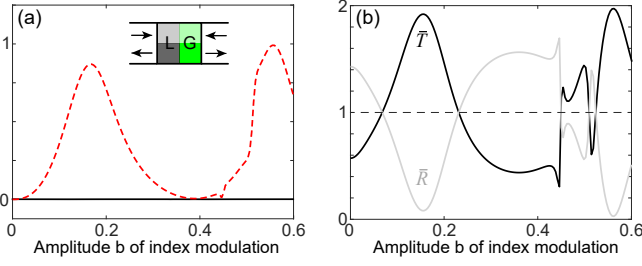 (a)
1
L G
0
0 0.2 0.4 0.6
Amplitude b of index modulation
(b)
2
T̄
1
R̄
0
0 0.2 0.4 0.6
Amplitude b of index modulation